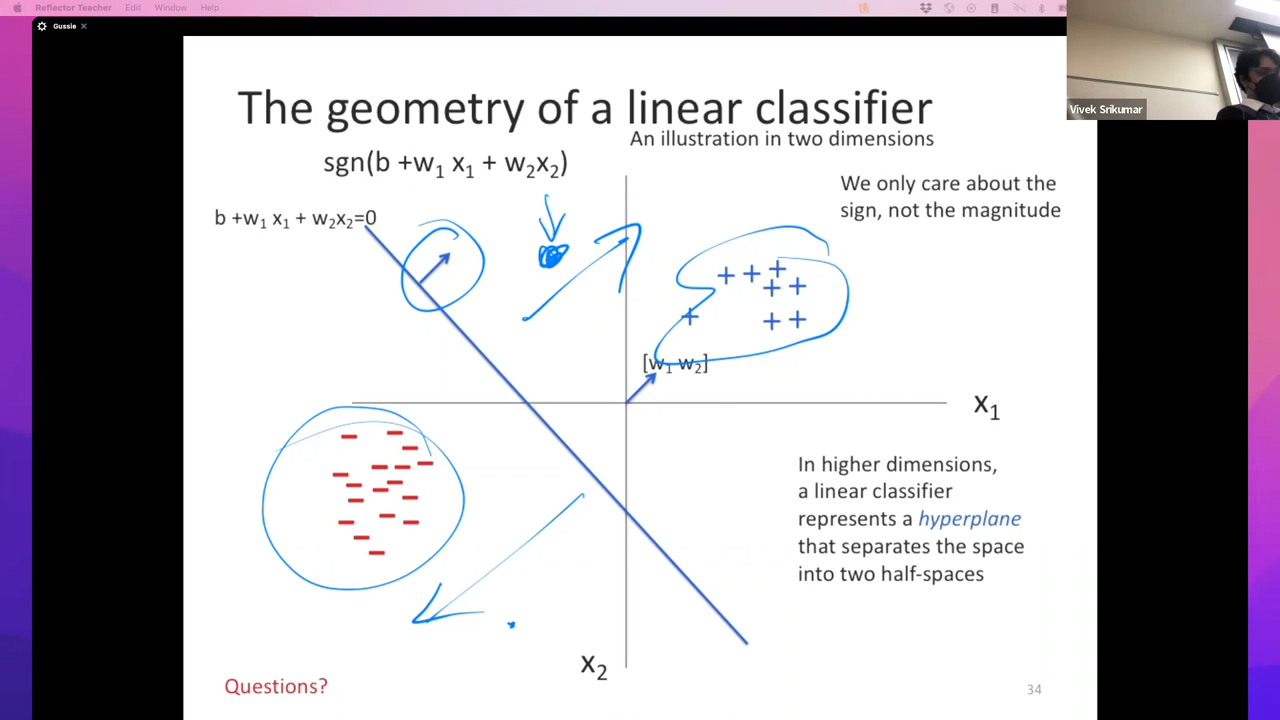 Reflector Teacher Edit Window Help
Gussie
Vivek Srikumar
The geometry of a linear classifier
An illustration in two dimensions
sgn(b +w₁ x₁ + w₂x₂)
We only care about the
sign, not the magnitude
b +w₁ x₁ + w₂x₂=0
[w₁ w₂]
x₁
In higher dimensions,
a linear classifier
represents a hyperplane
that separates the space
into two half-spaces
x₂
Questions?
34